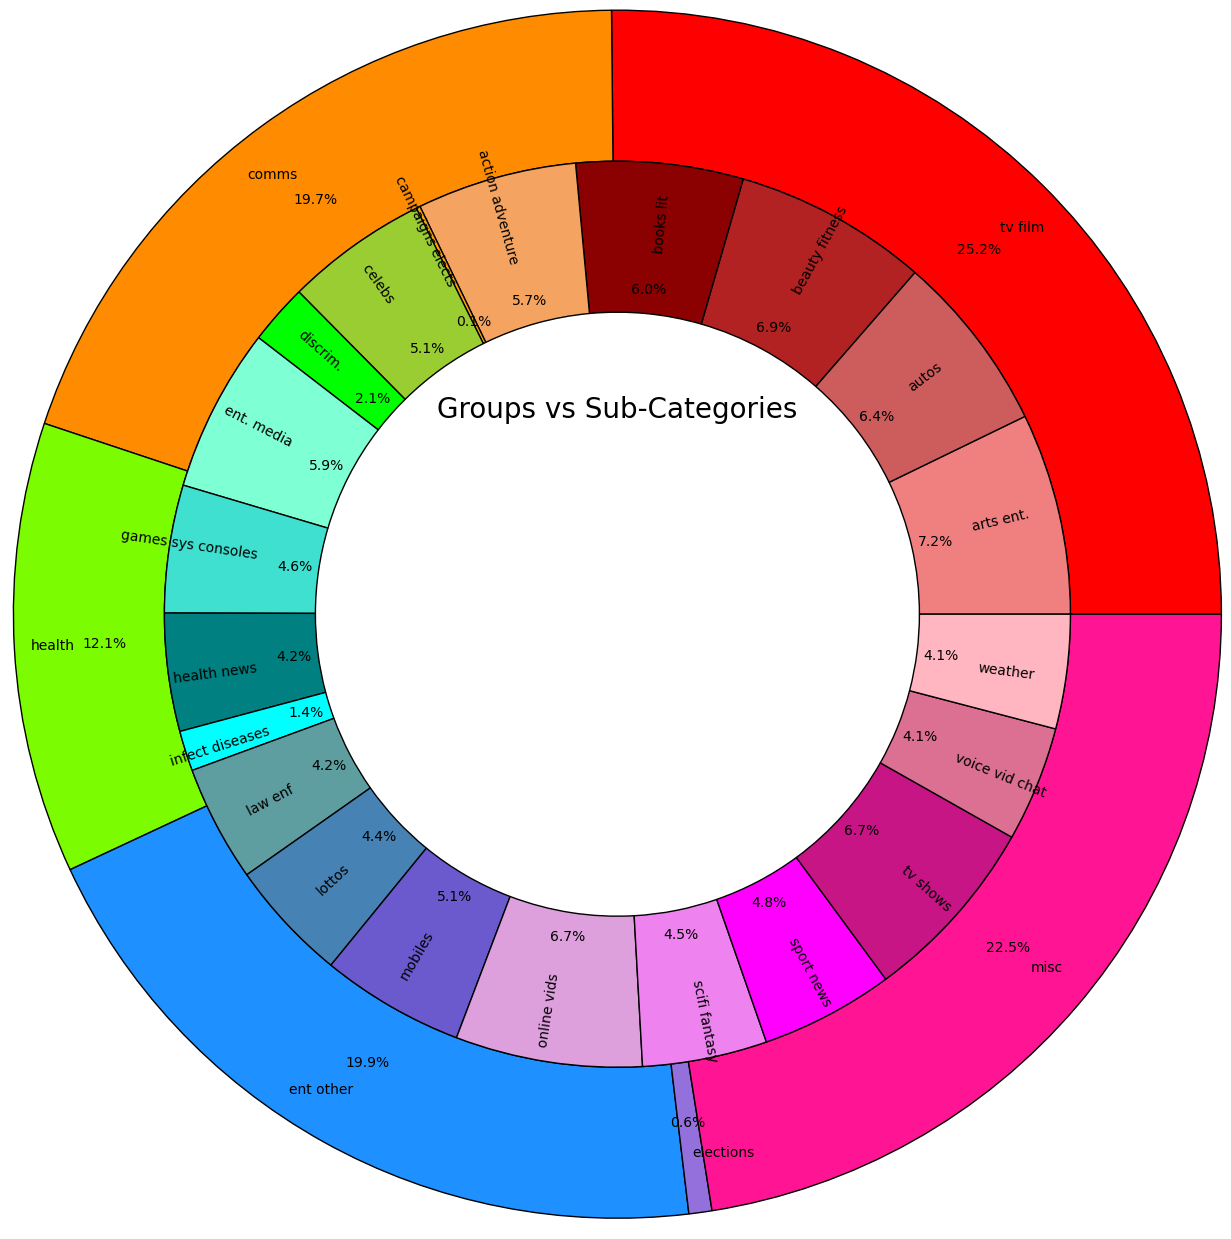 Groups vs Sub-Categories
tv film
25.2%
comms
19.7%
health
12.1%
ent other
19.9%
elections
0.6%
misc
22.5%
arts ent.
7.2%
autos
6.4%
beauty fitness
6.9%
books lit
6.0%
action adventure
5.7%
campaigns elects
0.1%
celebs
5.1%
discrim.
2.1%
ent. media
5.9%
games sys consoles
4.6%
health news
4.2%
infect diseases
1.4%
law enf
4.2%
lottos
4.4%
mobiles
5.1%
online vids
6.7%
scifi fantasy
4.5%
sport news
4.8%
tv shows
6.7%
voice vid chat
4.1%
weather
4.1%